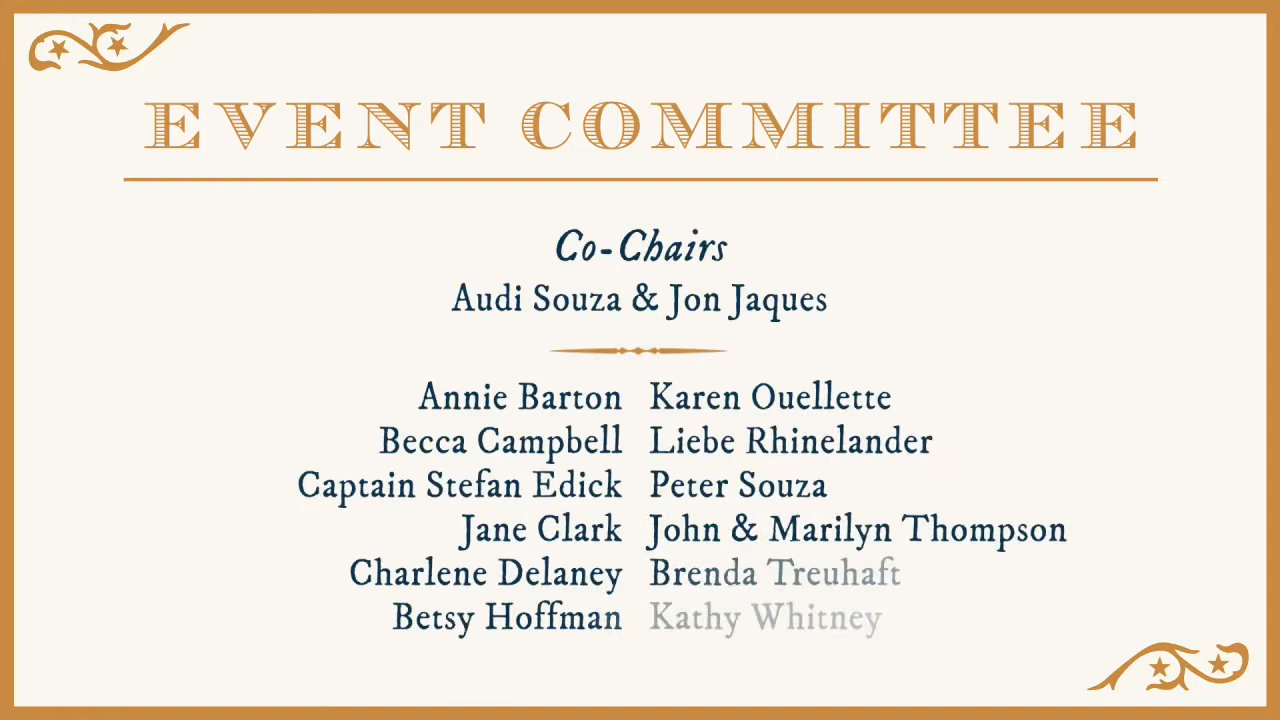 EVENT COMMITTEE
Co-Chairs
Audi Souza & Jon Jaques
Annie Barton
Becca Campbell
Captain Stefan Edick
Jane Clark
Charlene Delaney
Betsy Hoffman
Karen Ouellette
Liebe Rhinelander
Peter Souza
John & Marilyn Thompson
Brenda Treuhaft
Kathy Whitney